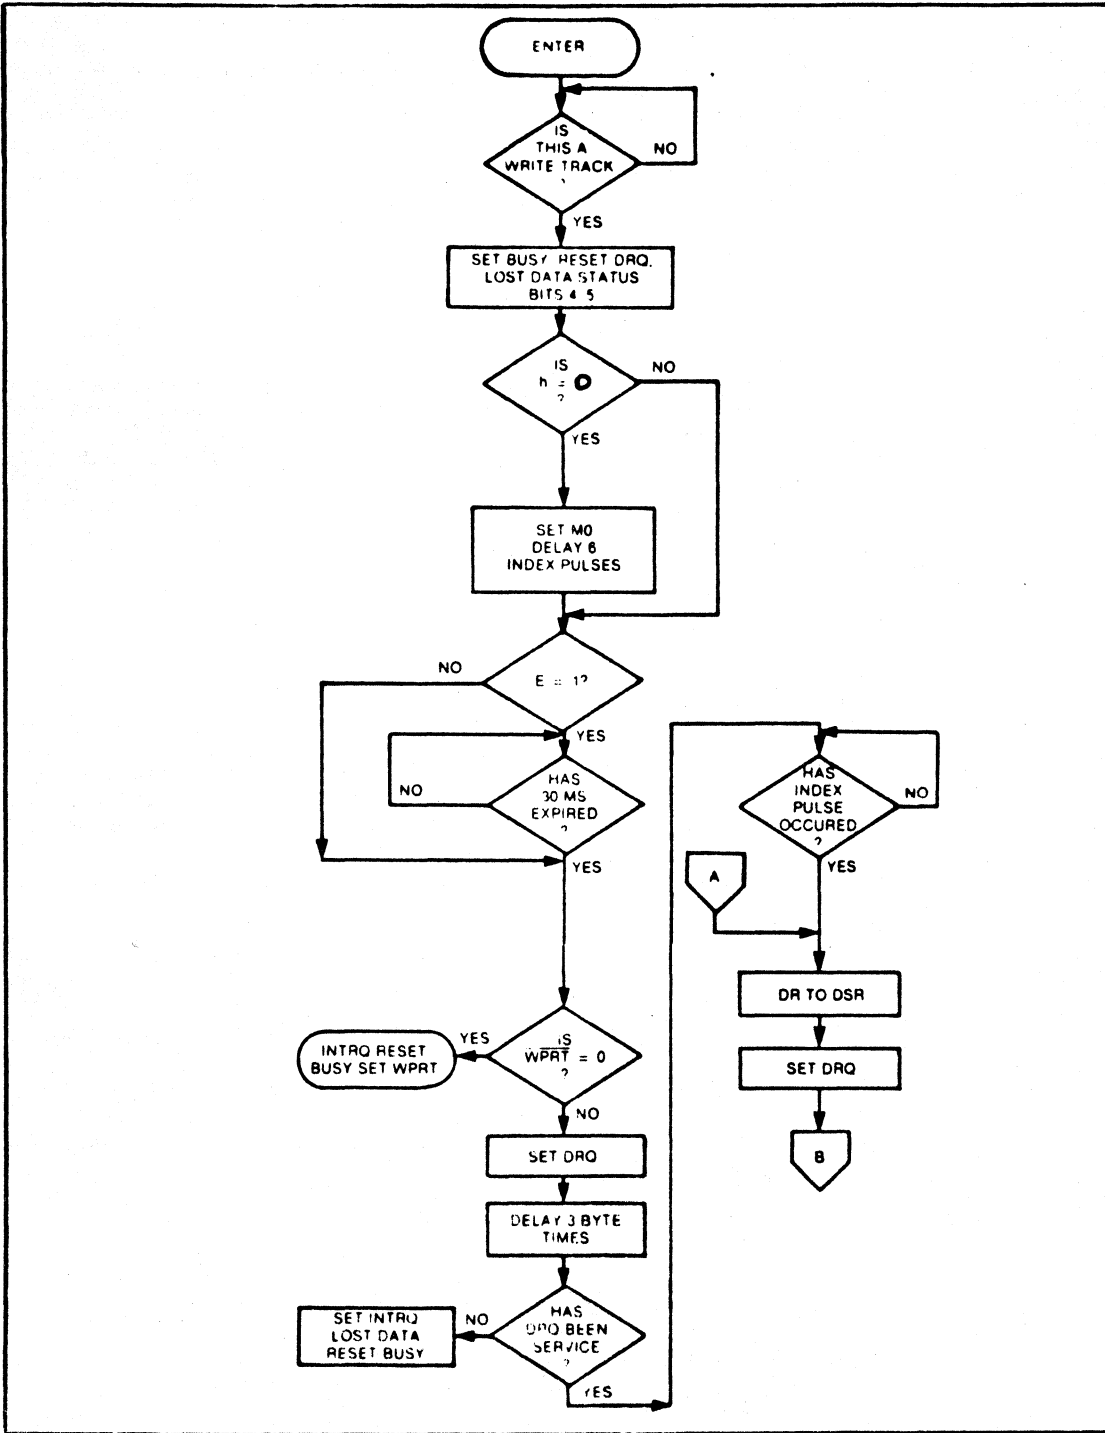 ENTER
IS
THIS A
WRITE TRACK
?
NO
YES
SET BUSY RESET DRQ,
LOST DATA STATUS
BITS 4 5
IS
h = 0
?
NO
YES
SET MO
DELAY 6
INDEX PULSES
NO
E = 1?
YES
HAS
30 MS
EXPIRED
?
NO
YES
IS
WPRT = 0
?
YES
INTRQ RESET
BUSY SET WPRT
NO
SET DRQ
DELAY 3 BYTE
TIMES
HAS
DRQ BEEN
SERVICE
?
NO
SET INTRQ
LOST DATA
RESET BUSY
YES
HAS
INDEX
PULSE
OCCURED
?
NO
YES
A
DR TO DSR
SET DRQ
B